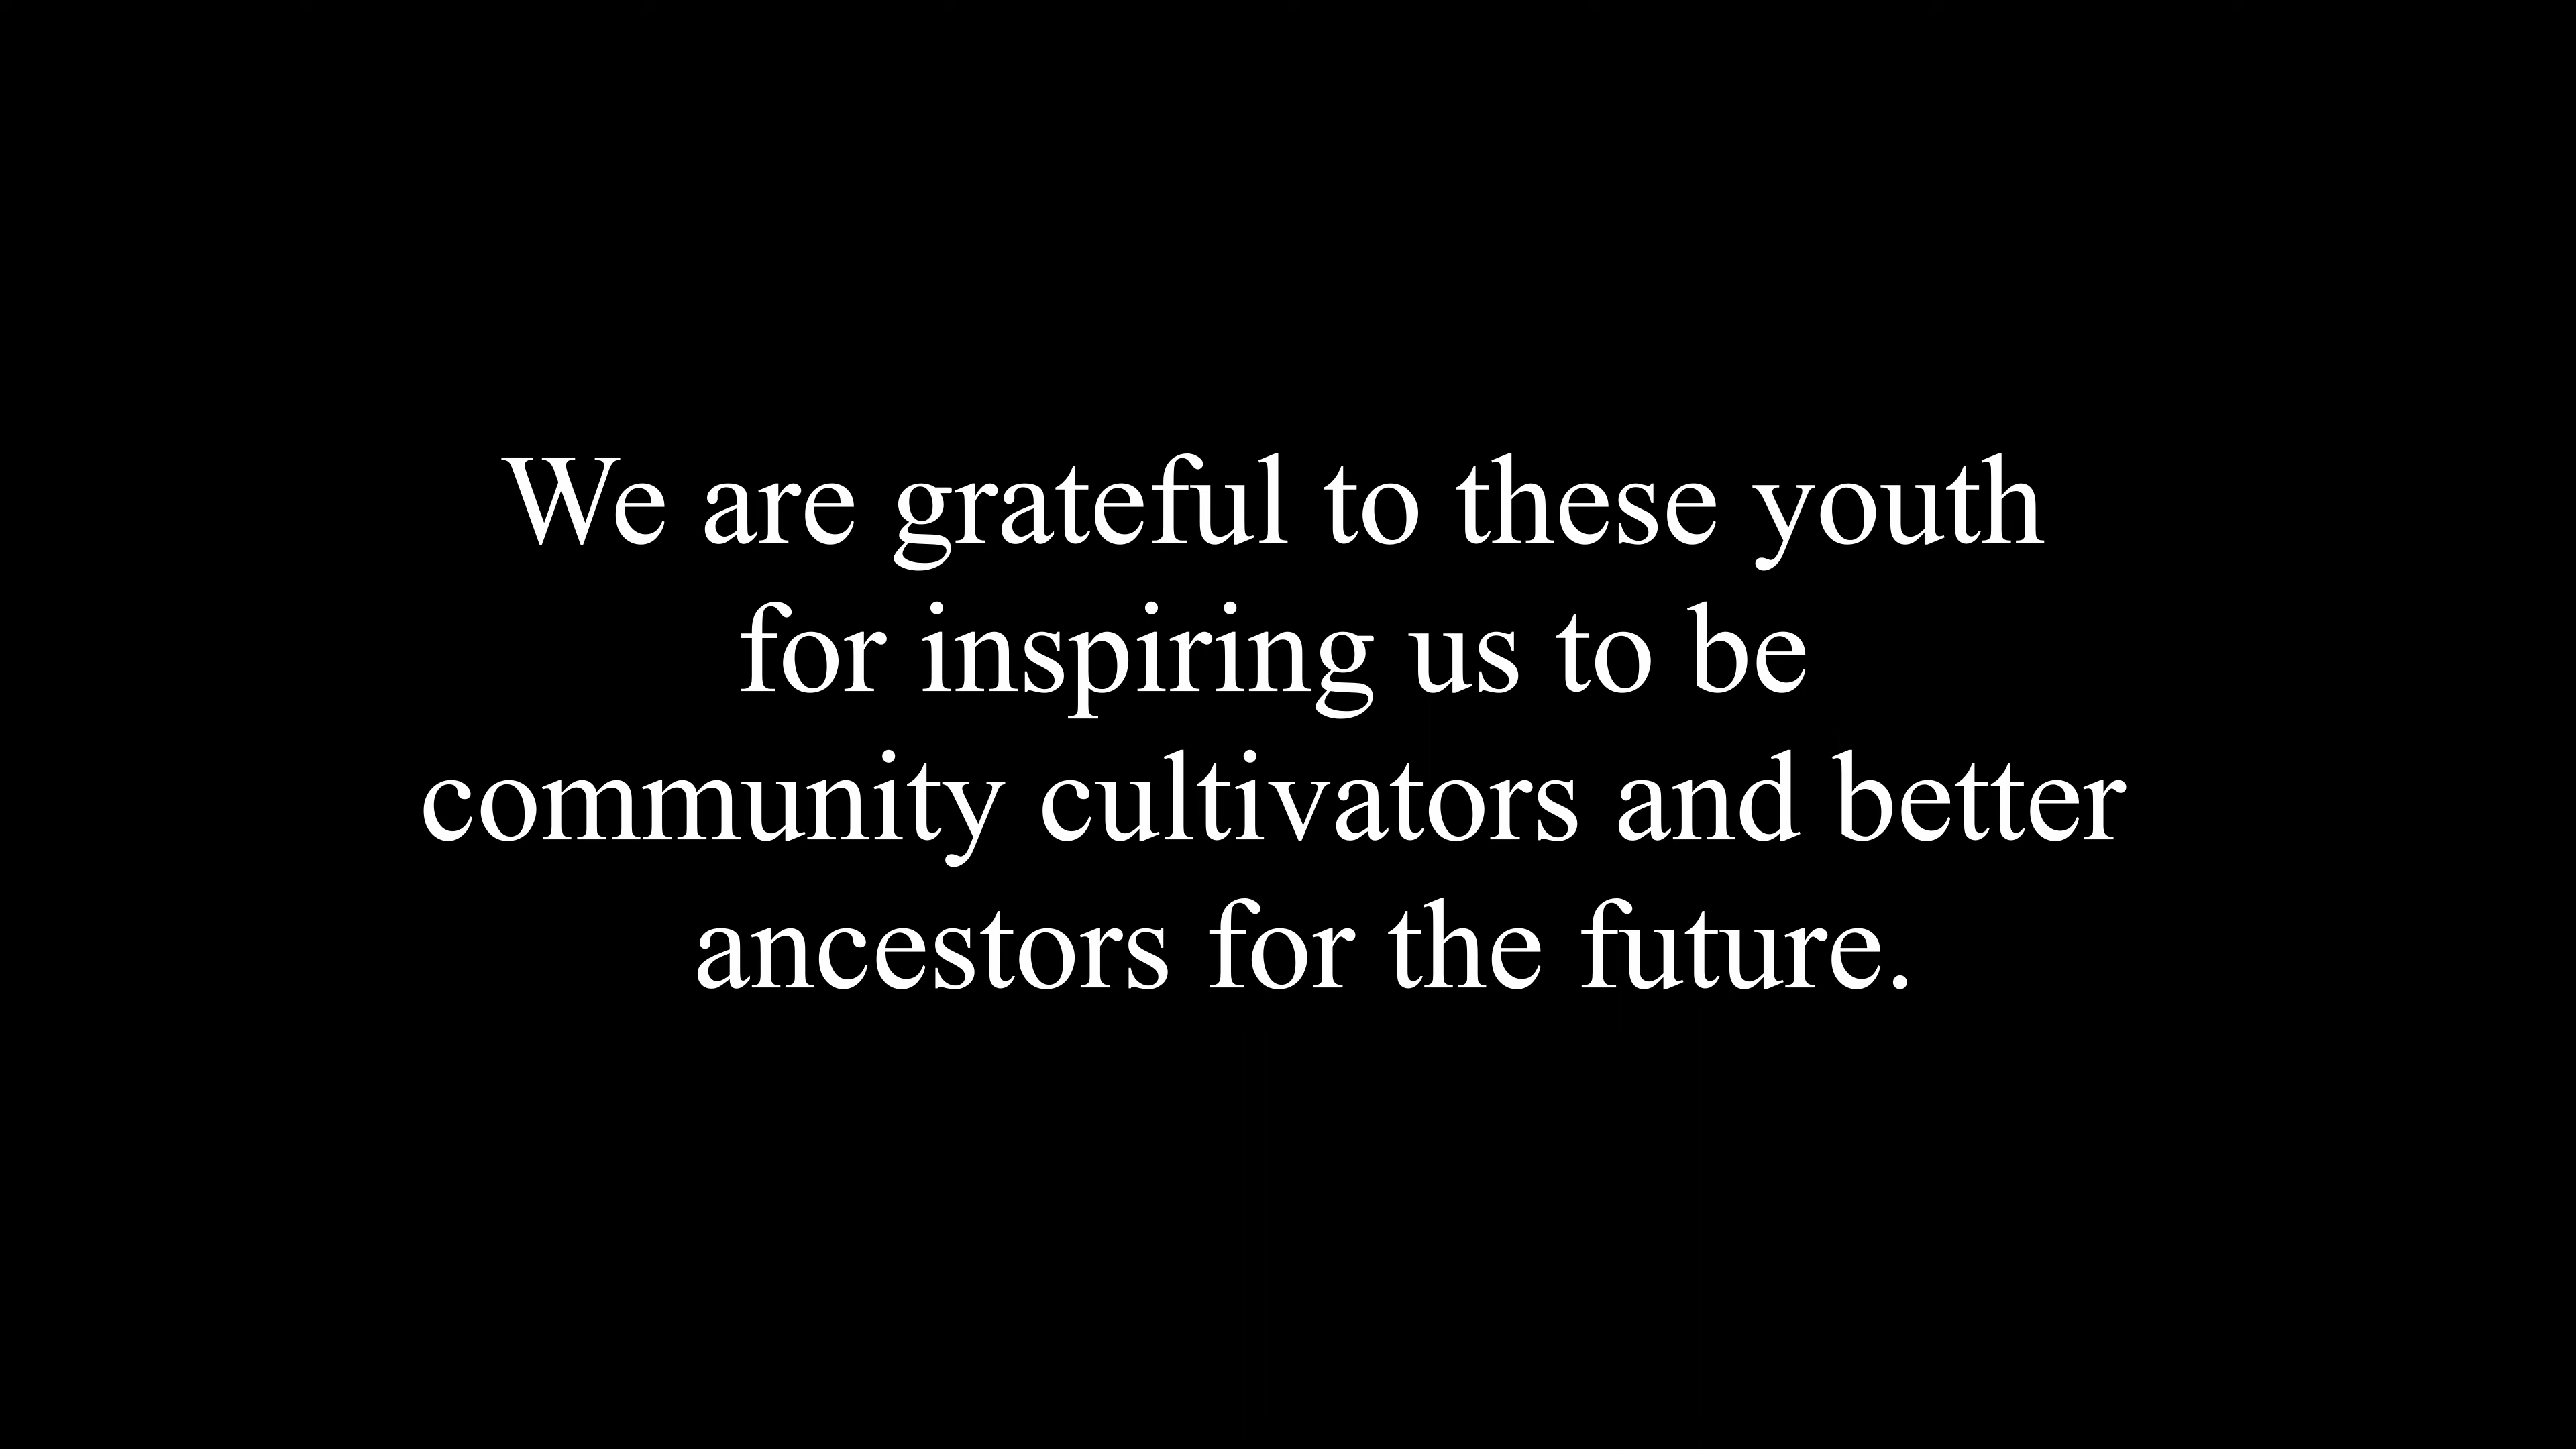 We are grateful to these youth
for inspiring us to be
community cultivators and better
ancestors for the future.